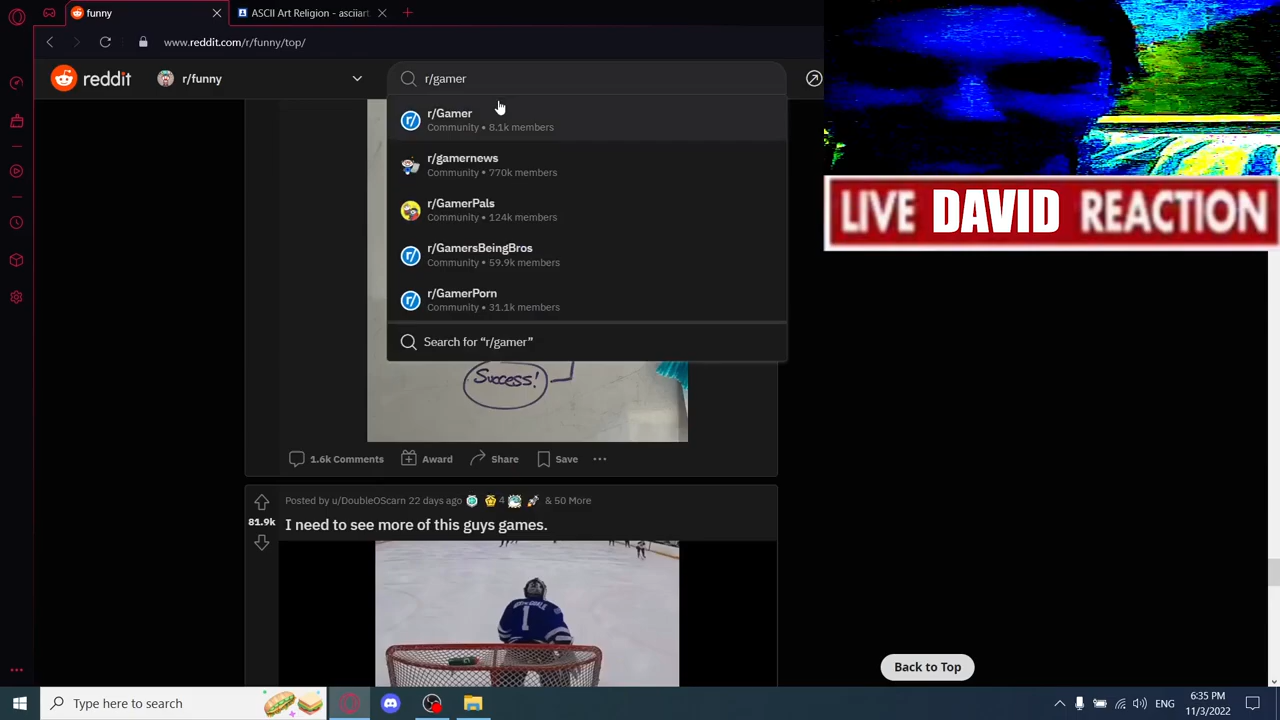 funny
ASCII Art Religion - asciiart
www.reddit.com/r/funny/top/
reddit
r/funny
r/gamer
r/Gamer
Community • 8.1k members
r/gamernews
Community • 770k members
r/GamerPals
Community • 124k members
r/GamersBeingBros
Community • 59.9k members
r/GamerPorn
Community • 31.1k members
Search for “r/gamer”
LIVE DAVID REACTION
Success!
1.6k Comments
Award
Share
Save
Posted by u/DoubleOScarn 22 days ago
4
& 50 More
81.9k
I need to see more of this guys games.
1
Back to Top
Type here to search
ENG
6:35 PM
11/3/2022